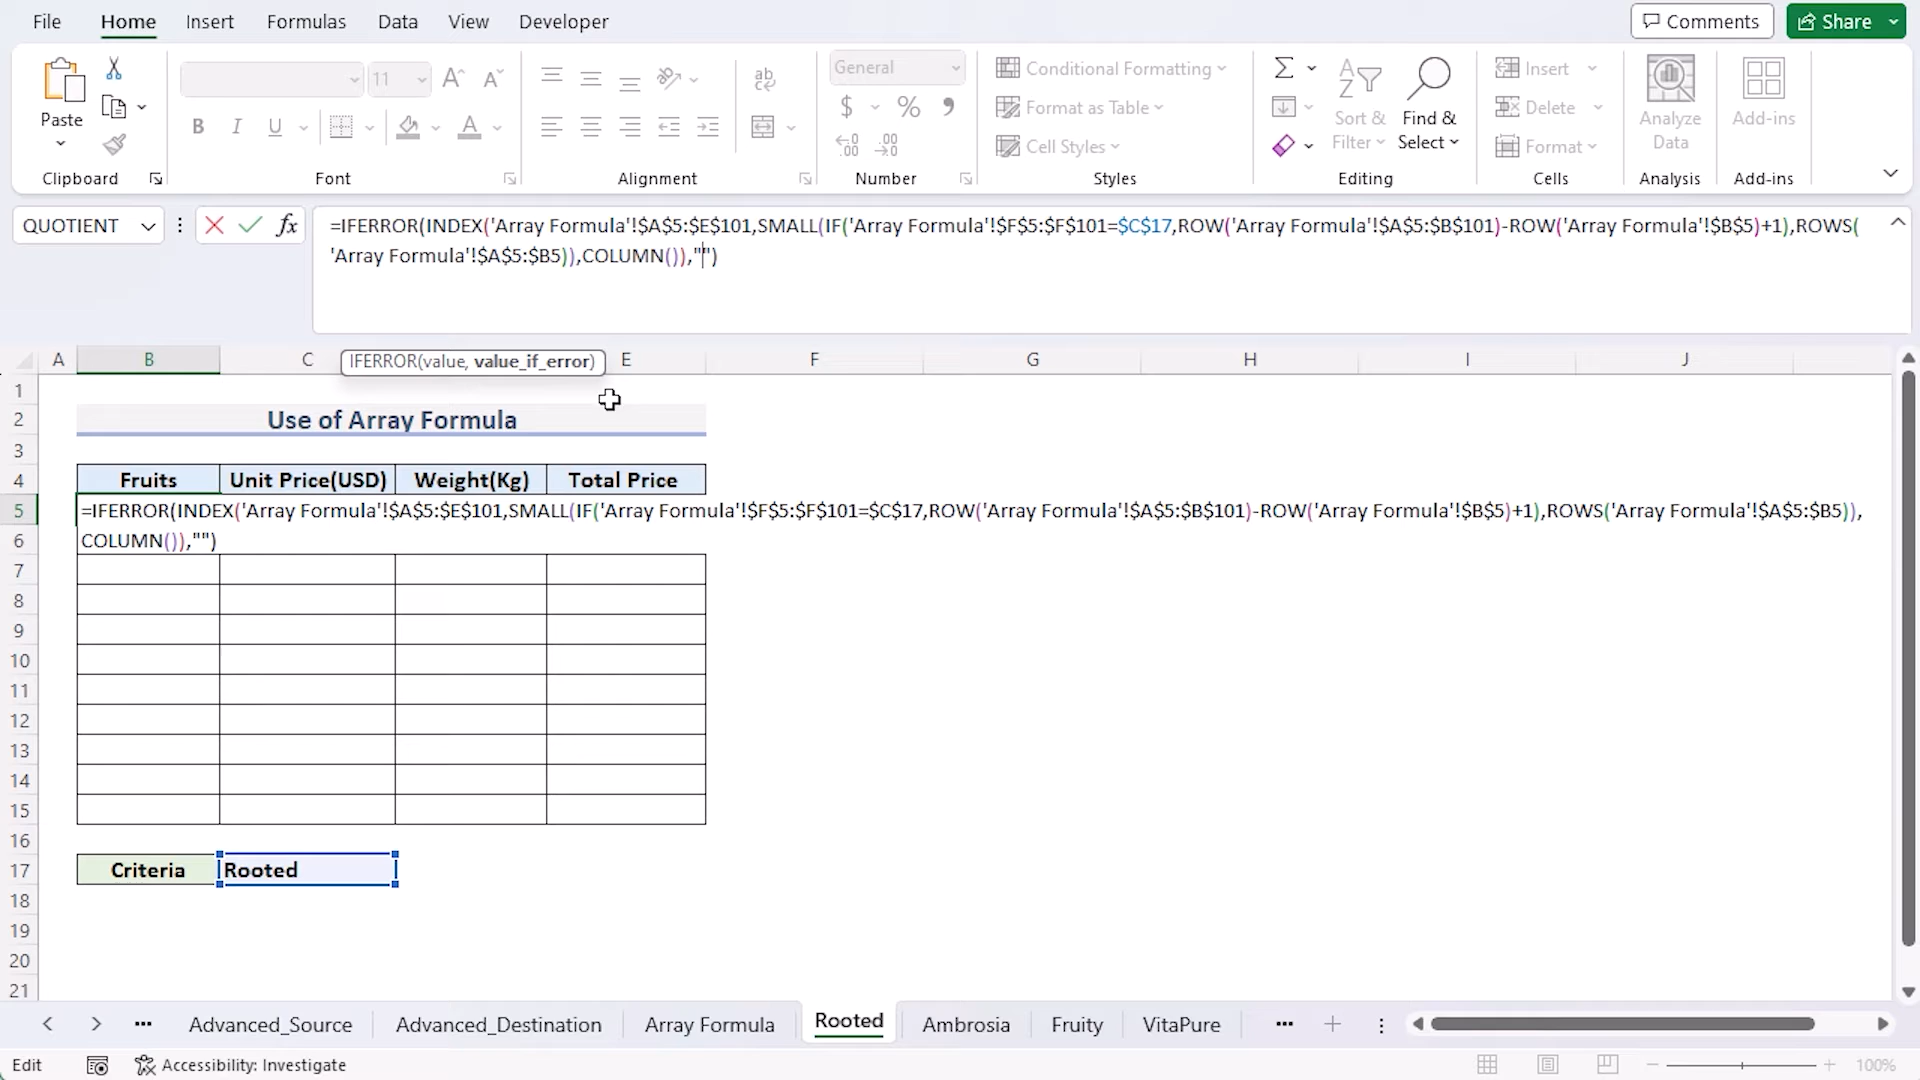 File Home Insert Formulas Data View Developer Comments Share
Paste
11
ab
General
Conditional Formatting
Format as Table
Cell Styles
Sort & Filter
Find & Select
Insert
Delete
Format
Analyze Data
Add-ins
Clipboard Font Alignment Number Styles Editing Cells Analysis Add-ins
QUOTIENT fx =IFERROR(INDEX('Array Formula'!$A$5:$E$101,SMALL(IF('Array Formula'!$F$5:$F$101=$C$17,ROW('Array Formula'!$A$5:$B$101)-ROW('Array Formula'!$B$5)+1),ROWS(
'Array Formula'!$A$5:$B5)),COLUMN()),"")
A B C E F G H I J
IFERROR(value, value_if_error)
1
2 Use of Array Formula
3
4 Fruits Unit Price(USD) Weight(Kg) Total Price
5 =IFERROR(INDEX('Array Formula'!$A$5:$E$101,SMALL(IF('Array Formula'!$F$5:$F$101=$C$17,ROW('Array Formula'!$A$5:$B$101)-ROW('Array Formula'!$B$5)+1),ROWS('Array Formula'!$A$5:$B5)),
6 COLUMN()),"")
7
8
9
10
11
12
13
14
15
16
17 Criteria Rooted
18
19
20
21
Advanced_Source Advanced_Destination Array Formula Rooted Ambrosia Fruity VitaPure
Edit Accessibility: Investigate 100%